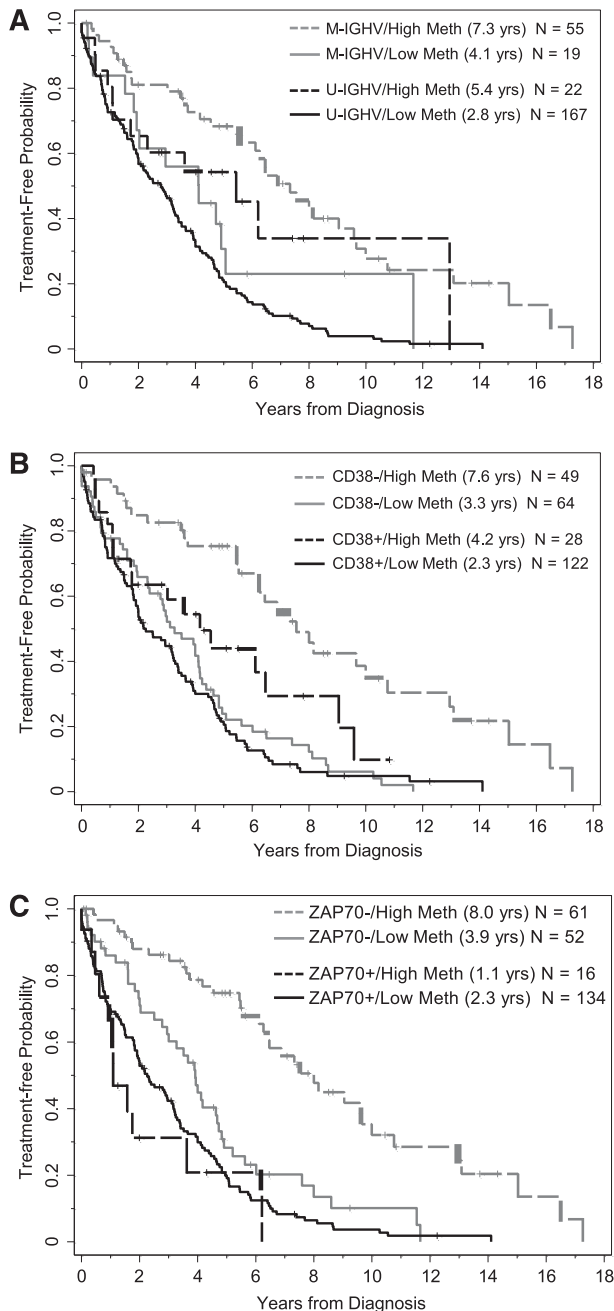 A
M-IGHV/High Meth (7.3 yrs) N = 55
M-IGHV/Low Meth (4.1 yrs) N = 19
U-IGHV/High Meth (5.4 yrs) N = 22
U-IGHV/Low Meth (2.8 yrs) N = 167
Treatment-Free Probability
1.0
0.8
0.6
0.4
0.2
0
0 2 4 6 8 10 12 14 16 18
Years from Diagnosis
B
CD38-/High Meth (7.6 yrs) N = 49
CD38-/Low Meth (3.3 yrs) N = 64
CD38+/High Meth (4.2 yrs) N = 28
CD38+/Low Meth (2.3 yrs) N = 122
Treatment-Free Probability
1.0
0.8
0.6
0.4
0.2
0
0 2 4 6 8 10 12 14 16 18
Years from Diagnosis
C
ZAP70-/High Meth (8.0 yrs) N = 61
ZAP70-/Low Meth (3.9 yrs) N = 52
ZAP70+/High Meth (1.1 yrs) N = 16
ZAP70+/Low Meth (2.3 yrs) N = 134
Treatment-free Probability
1.0
0.8
0.6
0.4
0.2
0
0 2 4 6 8 10 12 14 16 18
Years from Diagnosis